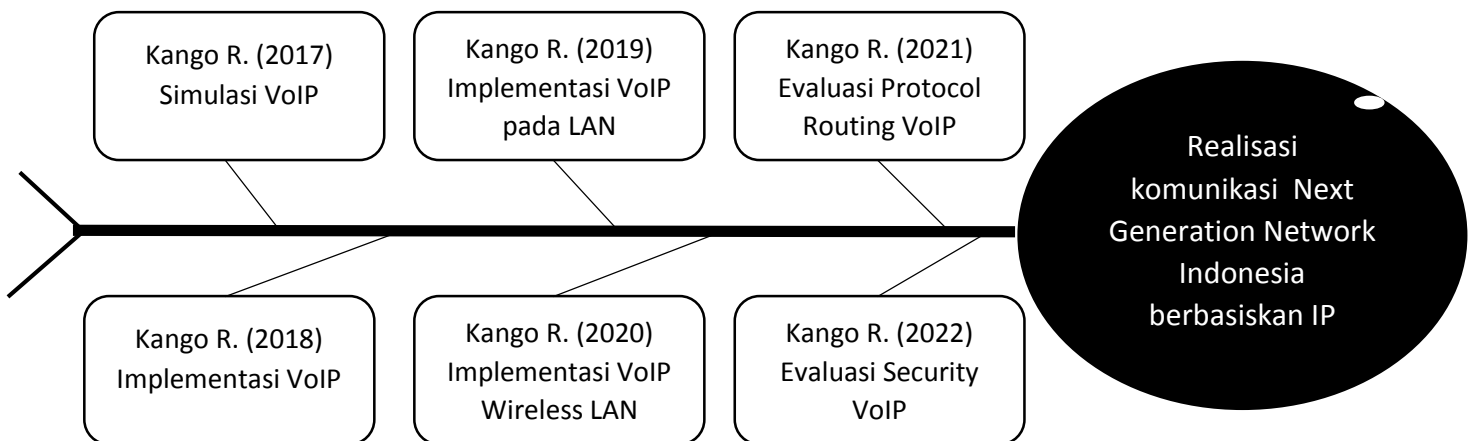 Kango R. (2017)
Simulasi VoIP
Kango R. (2019)
Implementasi VoIP
pada LAN
Kango R. (2021)
Evaluasi Protocol
Routing VoIP
Realisasi
komunikasi Next
Generation Network
Indonesia
berbasiskan IP
Kango R. (2018)
Implementasi VoIP
Kango R. (2020)
Implementasi VoIP
Wireless LAN
Kango R. (2022)
Evaluasi Security
VoIP